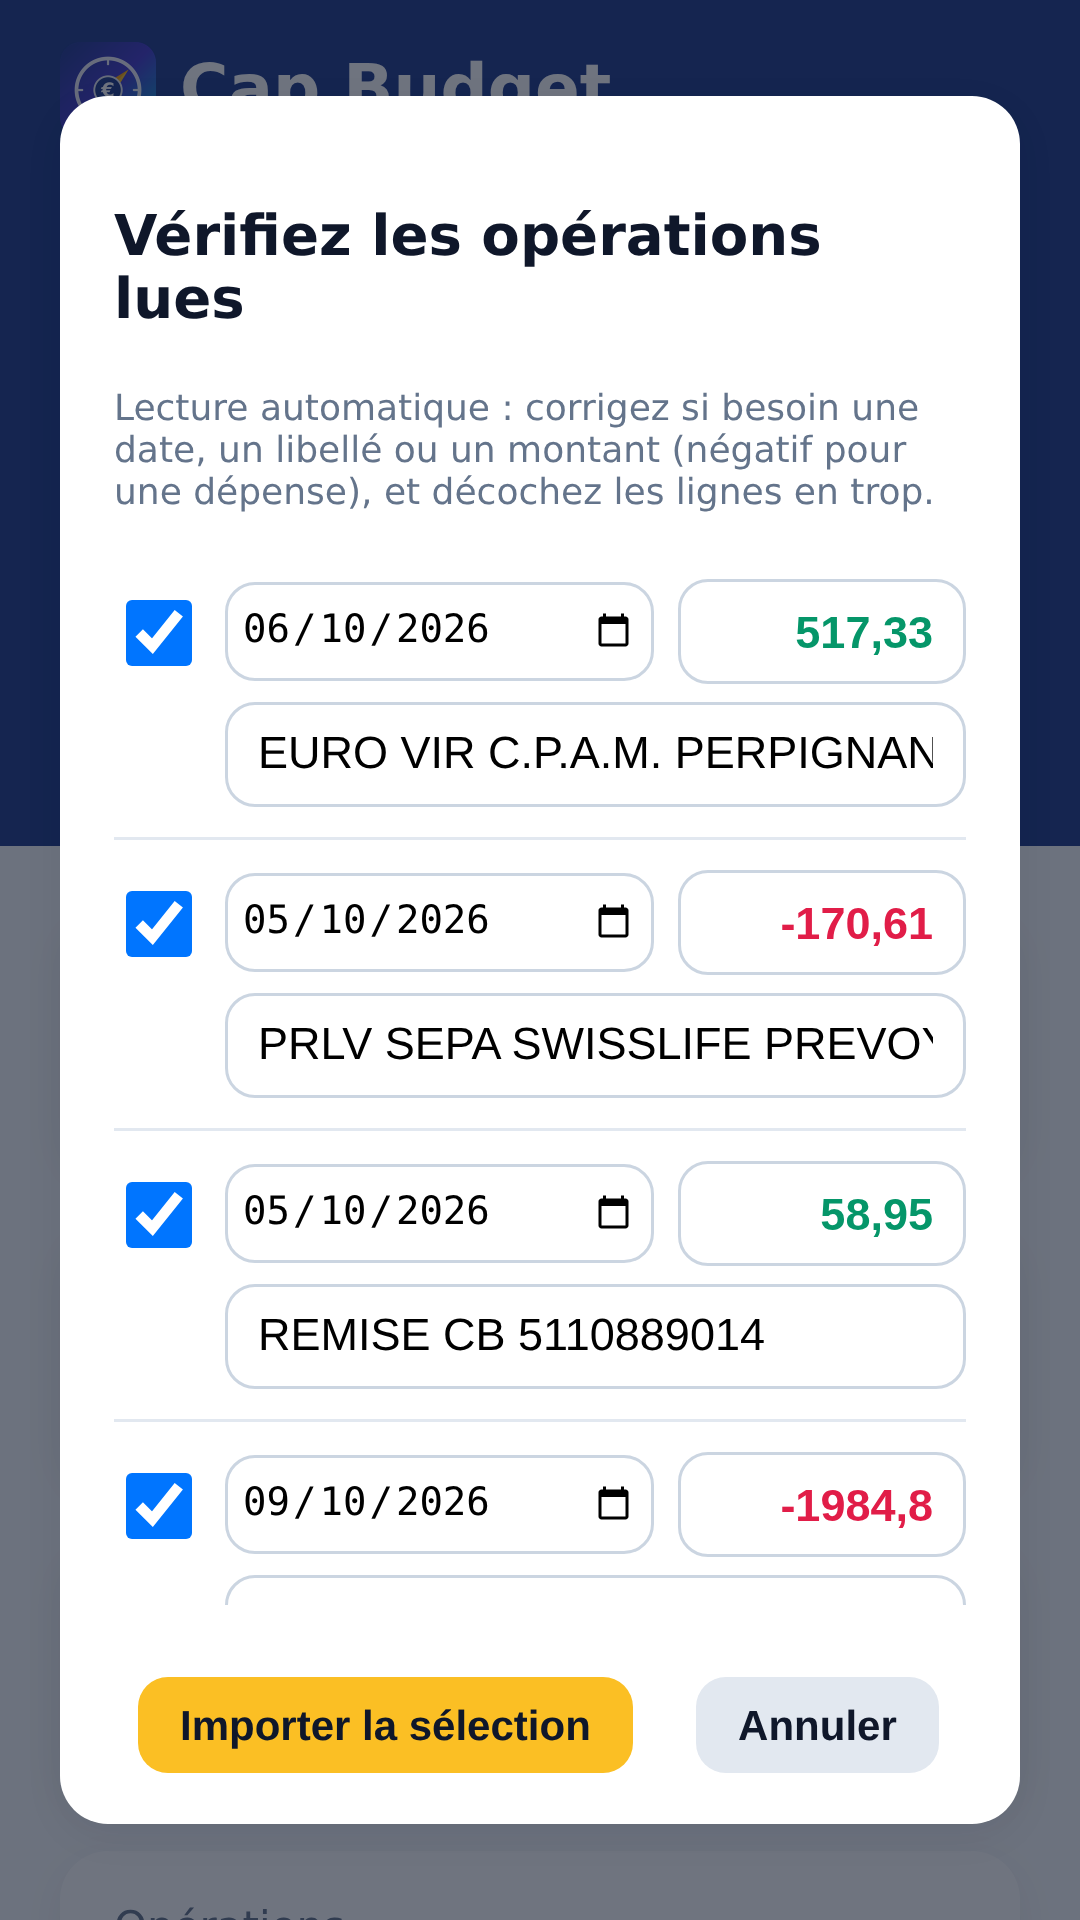 Cap Budget
Vérifiez les opérations
lues
Lecture automatique : corrigez si besoin une
date, un libellé ou un montant (négatif pour
une dépense), et décochez les lignes en trop.
06/10/2026
517,33
EURO VIR C.P.A.M. PERPIGNAN
05/10/2026
-170,61
PRLV SEPA SWISSLIFE PREVOY
05/10/2026
58,95
REMISE CB 5110889014
09/10/2026
-1984,8
Importer la sélection
Annuler
Opérations